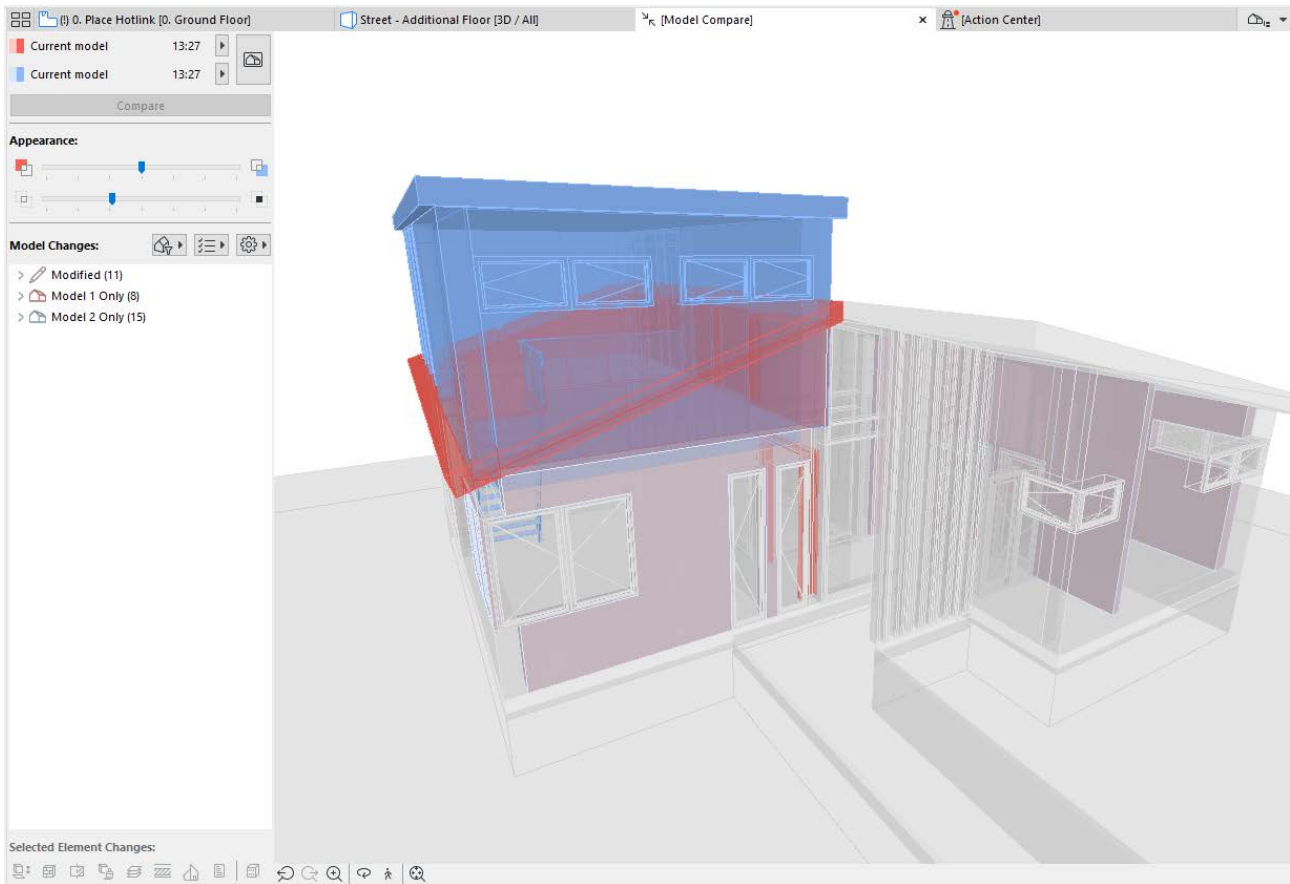 (!) 0. Place Hotlink [0. Ground Floor]
Street - Additional Floor [3D / All]
[Model Compare]
[Action Center]
Current model 13:27
Current model 13:27
Compare
Appearance:
Model Changes:
Modified (11)
Model 1 Only (8)
Model 2 Only (15)
Selected Element Changes: